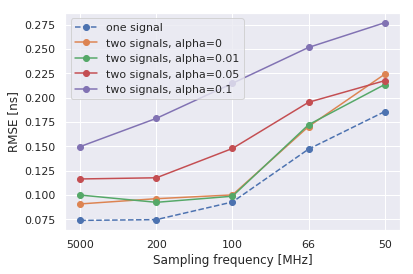 0.275
0.250
0.225
0.200
0.175
0.150
0.125
0.100
0.075
RMSE [ns]
one signal
two signals, alpha=0
two signals, alpha=0.01
two signals, alpha=0.05
two signals, alpha=0.1
5000 200 100 66 50
Sampling frequency [MHz]